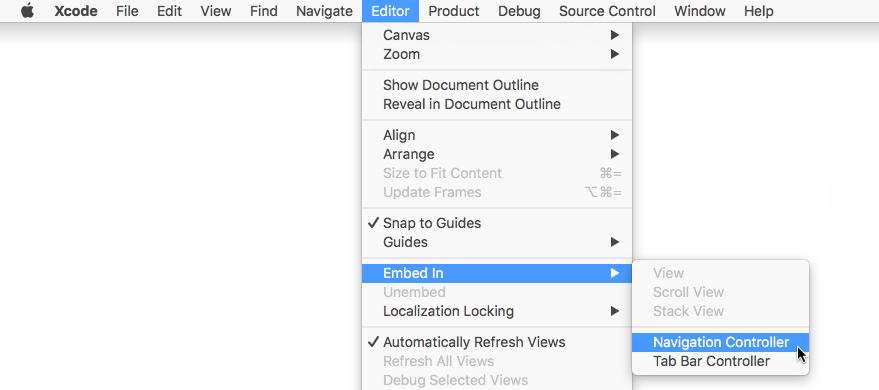 Xcode File Edit View Find Navigate Editor Product Debug Source Control Window Help
Canvas
Zoom
Show Document Outline
Reveal in Document Outline
Align
Arrange
Size to Fit Content ⌘=
Update Frames ⌥⌘=
✓ Snap to Guides
Guides
Embed In
Unembed
Localization Locking
✓ Automatically Refresh Views
Refresh All Views
Debug Selected Views
View
Scroll View
Stack View
Navigation Controller
Tab Bar Controller